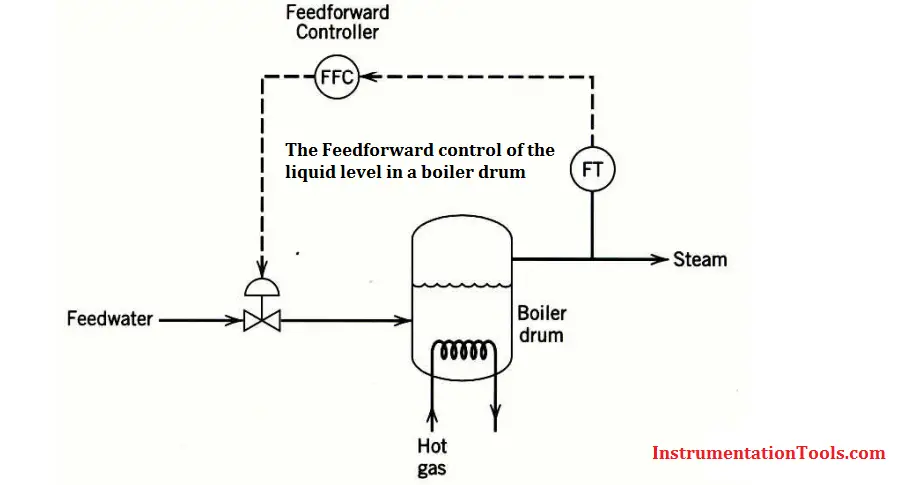 Feedforward
Controller
FFC
The Feedforward control of the
liquid level in a boiler drum
FT
Steam
Feedwater
Boiler
drum
Hot
gas
InstrumentationTools.com